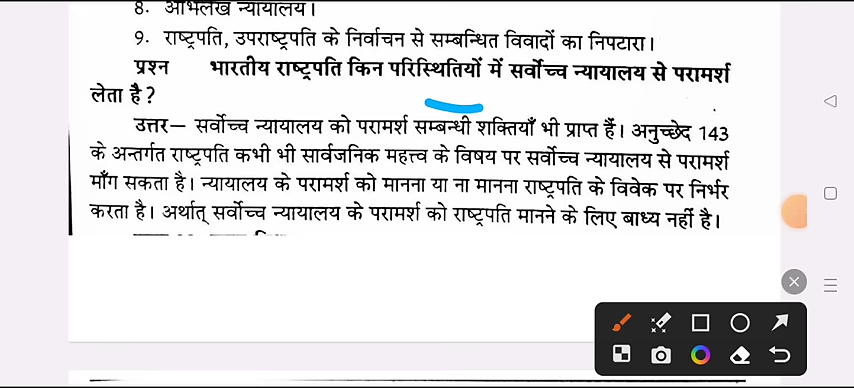 8. अभिलेख न्यायालय।
9. राष्ट्रपति, उपराष्ट्रपति के निर्वाचन से सम्बन्धित विवादों का निपटारा।
प्रश्न भारतीय राष्ट्रपति किन परिस्थितियों में सर्वोच्च न्यायालय से परामर्श
लेता है?
उत्तर— सर्वोच्च न्यायालय को परामर्श सम्बन्धी शक्तियाँ भी प्राप्त हैं। अनुच्छेद 143
के अन्तर्गत राष्ट्रपति कभी भी सार्वजनिक महत्त्व के विषय पर सर्वोच्च न्यायालय से परामर्श
माँग सकता है। न्यायालय के परामर्श को मानना या ना मानना राष्ट्रपति के विवेक पर निर्भर
करता है। अर्थात् सर्वोच्च न्यायालय के परामर्श को राष्ट्रपति मानने के लिए बाध्य नहीं है।